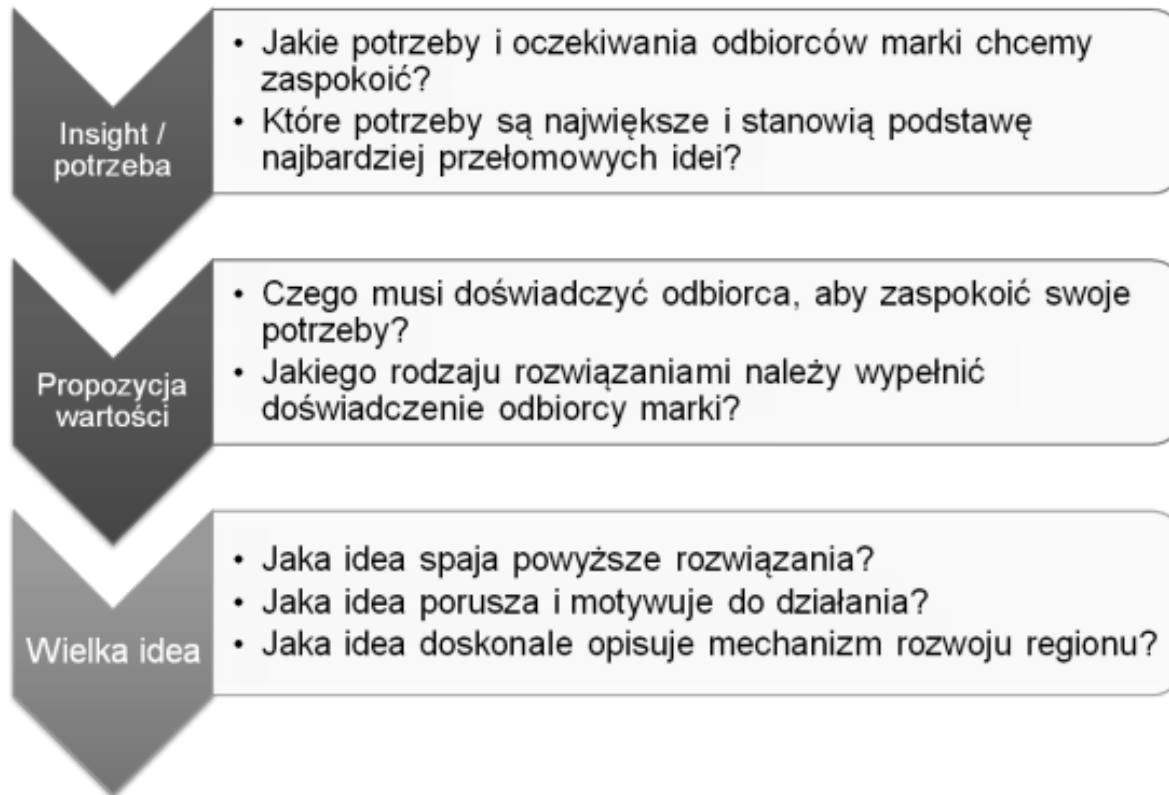 Insight /
potrzeba
• Jakie potrzeby i oczekiwania odbiorców marki chcemy
zaspokoić?
• Które potrzeby są największe i stanowią podstawę
najbardziej przełomowych idei?
Propozycja
wartości
• Czego musi doświadczyć odbiorca, aby zaspokoić swoje
potrzeby?
• Jakiego rodzaju rozwiązaniami należy wypełnić
doświadczenie odbiorcy marki?
Wielka idea
• Jaka idea spaja powyższe rozwiązania?
• Jaka idea porusza i motywuje do działania?
• Jaka idea doskonale opisuje mechanizm rozwoju regionu?